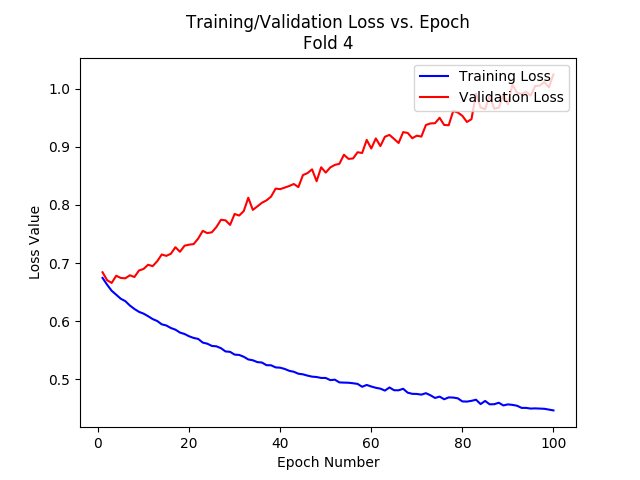 Training/Validation Loss vs. Epoch
Fold 4
Training Loss
Validation Loss
1.0
0.9
0.8
0.7
0.6
0.5
Loss Value
0 20 40 60 80 100
Epoch Number